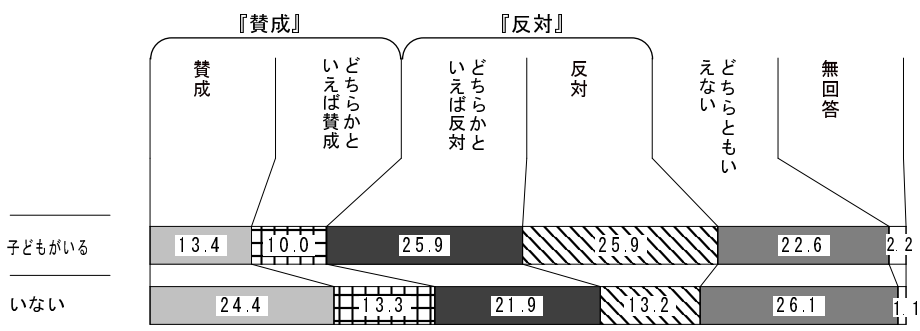 『賛成』
『反対』
賛成
どちらかと
いえば賛成
どちらかと
いえば反対
反対
どちらともい
えない
無回答
子どもがいる
13.4
10.0
25.9
25.9
22.6
2.2
いない
24.4
13.3
21.9
13.2
26.1
1.1